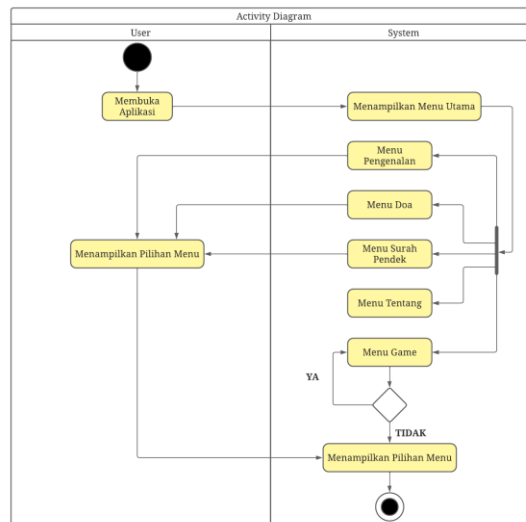 Activity Diagram
User
System
Membuka
Aplikasi
Menampilkan Menu Utama
Menu
Pengenalan
Menu Doa
Menampilkan Pilihan Menu
Menu Surah
Pendek
Menu Tentang
Menu Game
YA
TIDAK
Menampilkan Pilihan Menu